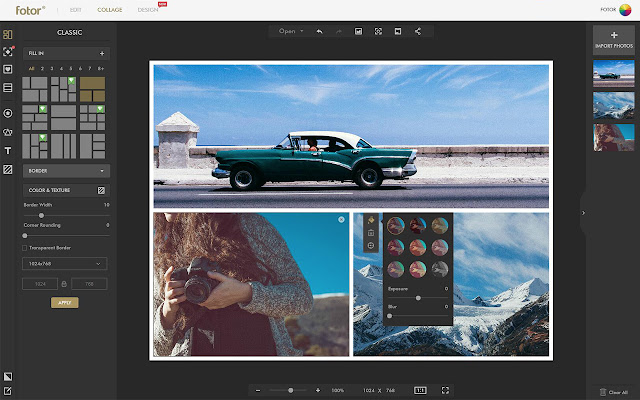 fotor
EDIT
COLLAGE
DESIGN
NEW
FOTOR
CLASSIC
FILL IN +
All 2 3 4 5 6 7 8+
BORDER
COLOR & TEXTURE
Border Width 10
Corner Rounding 0
Transparent Border
1024x768
1024 768
APPLY
Open
IMPORT PHOTOS
Exposure 0
Blur 0
− + 100% 1024 X 768 1:1
Clear All